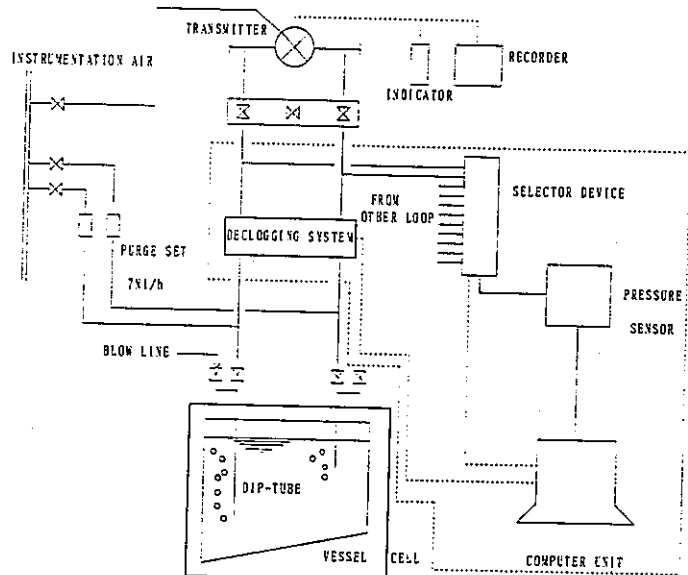 TRANSMITTER
INSTRUMENTATION AIR
RECORDER
INDICATOR
SELECTOR DEVICE
FROM
OTHER LOOP
DECLOGGING SYSTEM
PURGE SET
7Nl/h
PRESSURE
SENSOR
BLOW LINE
DIP-TUBE
VESSEL CELL
COMPUTER UNIT